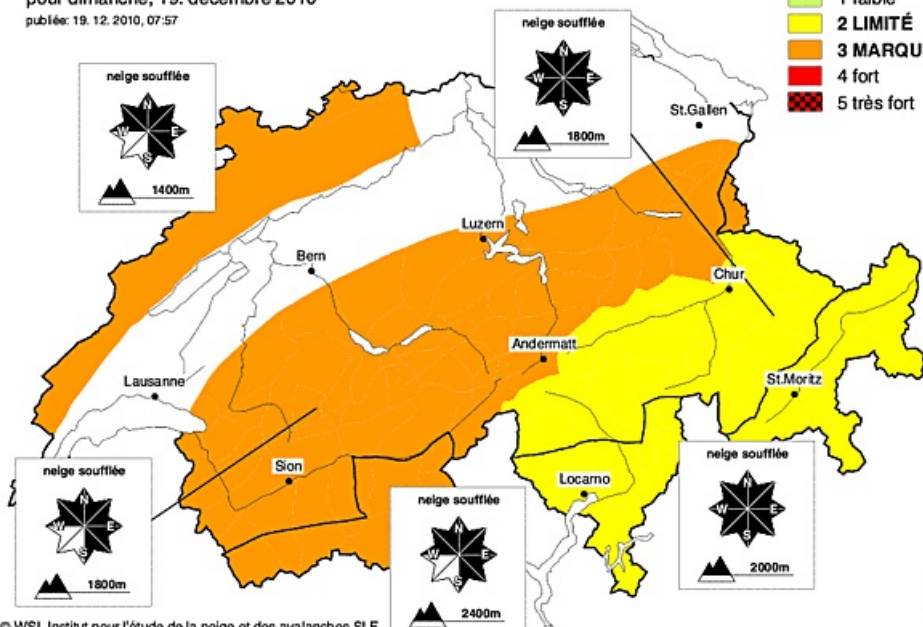 pour dimanche, 19. décembre 2010
publiée: 19. 12. 2010, 07:57
1 faible
2 LIMITÉ
3 MARQU
4 fort
5 très fort
neige soufflée
N
W E
S
1400m
neige soufflée
N
W E
S
1800m
St.Gallen
Luzern
Bern
Chur
Andermatt
Lausanne
St.Moritz
Sion
Locarno
neige soufflée
N
W E
S
1800m
neige soufflée
N
W E
S
2400m
neige soufflée
N
W E
S
2000m
© WSL Institut pour l'étude de la neige et des avalanches SLF